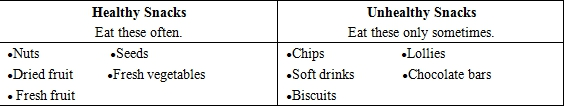 Healthy Snacks
Eat these often.
•Nuts •Seeds
•Dried fruit •Fresh vegetables
• Fresh fruit
Unhealthy Snacks
Eat these only sometimes.
•Chips •Lollies
•Soft drinks •Chocolate bars
•Biscuits